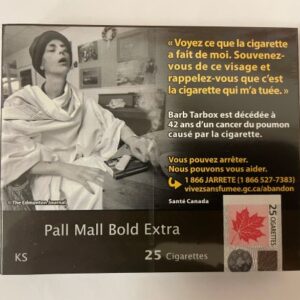 « Voyez ce que la cigarette
a fait de moi. Souvenez-
vous de ce visage et
rappelez-vous que c'est
la cigarette qui m'a tuée. »
Barb Tarbox est décédée à
42 ans d'un cancer du poumon
causé par la cigarette.
Vous pouvez arrêter.
Nous pouvons vous aider.
1 866 JARRETE (1 866 527-7383)
vivezsansfumee.gc.ca/abandon
Santé Canada
© The Edmonton Journal
Pall Mall Bold Extra
KS
25 Cigarettes
25 CIGARETTES